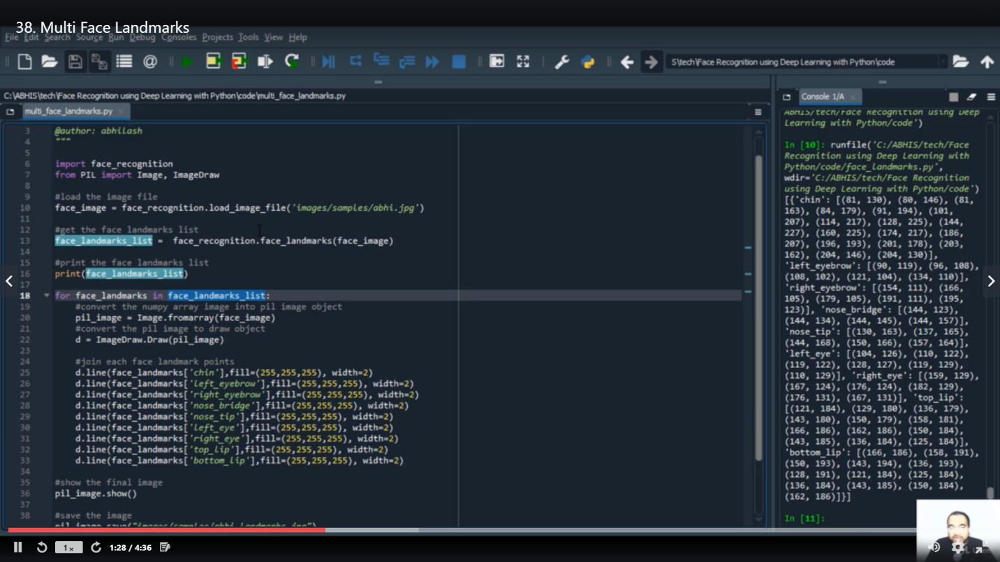 38. Multi Face Landmarks
File Edit Search Source Run Debug Consoles Projects Tools View Help
S\tech\Face Recognition using Deep Learning with Python\code
C:\ABHIS\tech\Face Recognition using Deep Learning with Python\code\multi_face_landmarks.py
multi_face_landmarks.py
3 @author: abhilash
4 """
5
6 import face_recognition
7 from PIL import Image, ImageDraw
8
9 #load the image file
10 face_image = face_recognition.load_image_file('images/samples/abhi.jpg')
11
12 #get the face landmarks list
13 face_landmarks_list = face_recognition.face_landmarks(face_image)
14
15 #print the face landmarks list
16 print(face_landmarks_list)
17
18 for face_landmarks in face_landmarks_list:
19 #convert the numpy array image into pil image object
20 pil_image = Image.fromarray(face_image)
21 #convert the pil image to draw object
22 d = ImageDraw.Draw(pil_image)
23
24 #join each face landmark points
25 d.line(face_landmarks['chin'],fill=(255,255,255), width=2)
26 d.line(face_landmarks['left_eyebrow'],fill=(255,255,255), width=2)
27 d.line(face_landmarks['right_eyebrow'],fill=(255,255,255), width=2)
28 d.line(face_landmarks['nose_bridge'],fill=(255,255,255), width=2)
29 d.line(face_landmarks['nose_tip'],fill=(255,255,255), width=2)
30 d.line(face_landmarks['left_eye'],fill=(255,255,255), width=2)
31 d.line(face_landmarks['right_eye'],fill=(255,255,255), width=2)
32 d.line(face_landmarks['top_lip'],fill=(255,255,255), width=2)
33 d.line(face_landmarks['bottom_lip'],fill=(255,255,255), width=2)
34
35 #show the final image
36 pil_image.show()
37
38 #save the image
pil_image.save("images/samples/abhi_landmarks.jpg")
Console 1/A
ABHIS/tech/Face Recognition using Deep
Learning with Python/code')
In [10]: runfile('C:/ABHIS/tech/Face
Recognition using Deep Learning with
Python/code/face_landmarks.py',
wdir='C:/ABHIS/tech/Face Recognition
using Deep Learning with Python/code')
[{'chin': [(81, 130), (80, 146), (81,
163), (84, 179), (91, 194), (101,
207), (114, 217), (128, 225), (144,
227), (160, 225), (174, 217), (186,
207), (196, 193), (201, 178), (203,
162), (204, 146), (204, 130)],
'left_eyebrow': [(90, 119), (96, 108),
(108, 102), (121, 104), (134, 110)],
'right_eyebrow': [(154, 111), (166,
105), (179, 105), (191, 111), (195,
123)], 'nose_bridge': [(144, 123),
(144, 134), (144, 145), (144, 157)],
'nose_tip': [(130, 163), (137, 165),
(144, 168), (150, 166), (157, 164)],
'left_eye': [(104, 126), (110, 122),
(119, 122), (128, 127), (119, 129),
(110, 129)], 'right_eye': [(159, 129),
(167, 124), (176, 124), (182, 129),
(176, 131), (167, 131)], 'top_lip':
[(121, 184), (129, 180), (136, 179),
(143, 180), (150, 179), (158, 181),
(166, 186), (162, 186), (150, 184),
(143, 185), (136, 184), (125, 184)],
'bottom_lip': [(166, 186), (158, 191),
(150, 193), (143, 194), (136, 193),
(128, 191), (121, 184), (125, 184),
(136, 184), (143, 185), (150, 184),
(162, 186)]}]
In [11]:
1x
1:28 / 4:36